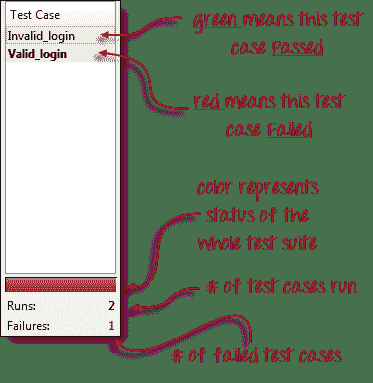 Test Case
Invalid_login
Valid_login
green means this test
case Passed
red means this test
case Failed
color represents
status of the
whole test suite
# of test cases run
Runs: 2
Failures: 1
# of failed test cases